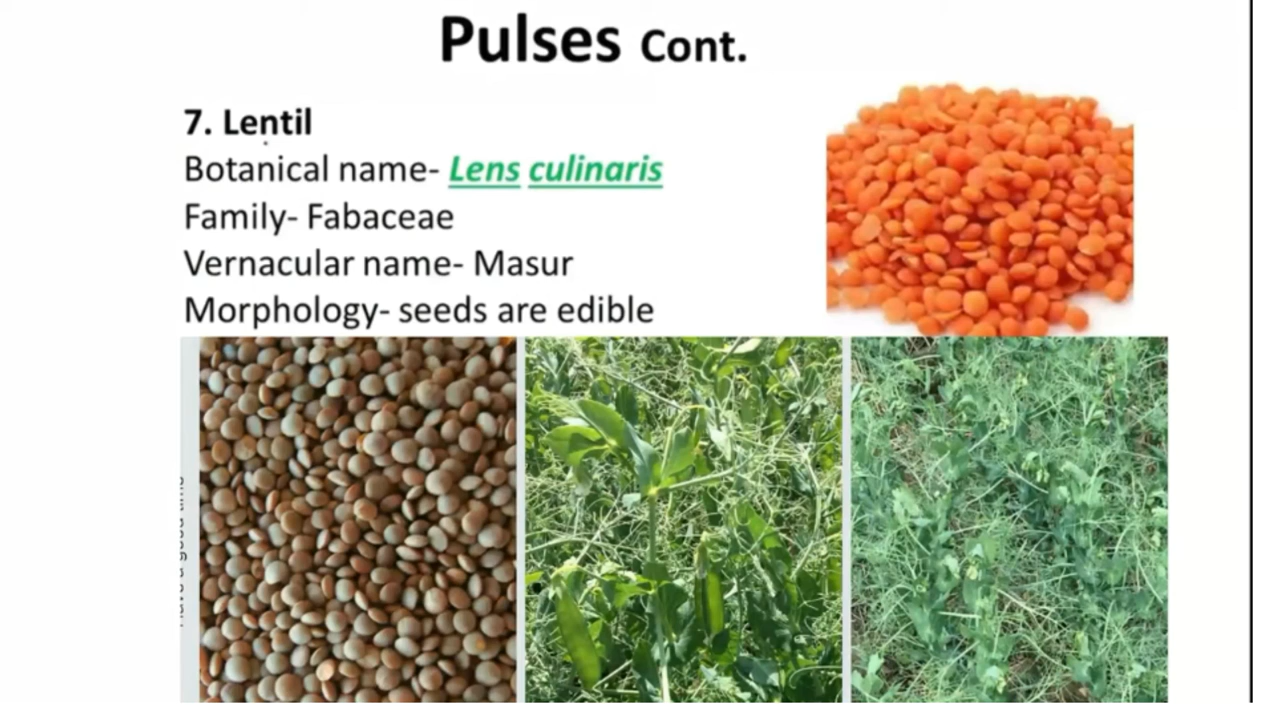 Pulses Cont.
7. Lentil
Botanical name- Lens culinaris
Family- Fabaceae
Vernacular name- Masur
Morphology- seeds are edible